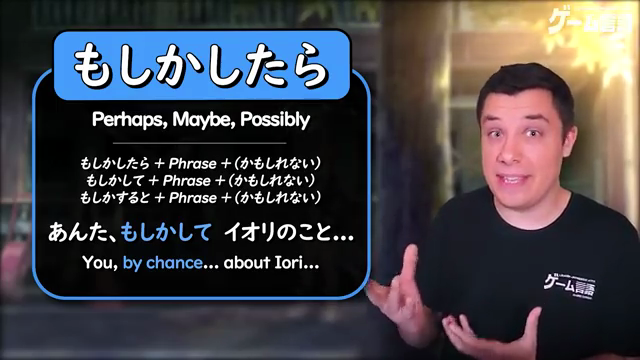 もしかしたら
Perhaps, Maybe, Possibly
もしかしたら + Phrase + (かもしれない)
もしかして + Phrase + (かもしれない)
もしかすると + Phrase + (かもしれない)
あんた、もしかして イオリのこと...
You, by chance... about Iori...
ゲーム言語
ゲーム言語